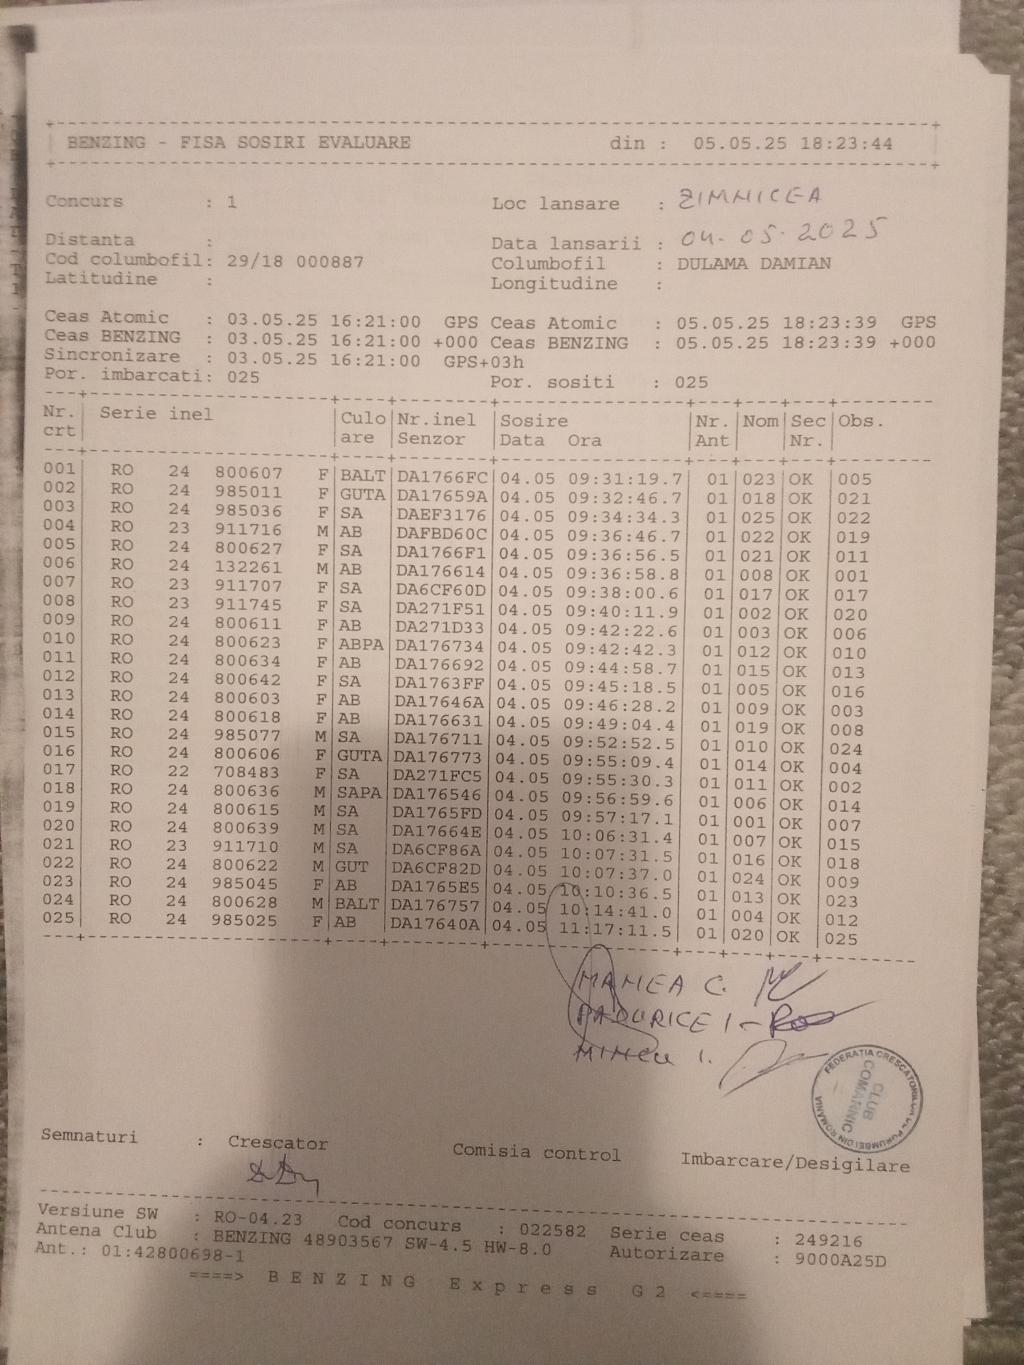 BENZING - FISA SOSIRI EVALUARE din : 05.05.25 18:23:44
Concurs : 1 Loc lansare : ZIMNICEA
Distanta : Data lansarii : 04-05-2025
Cod columbofil: 29/18 000887 Columbofil : DULAMA DAMIAN
Latitudine : Longitudine :
Ceas Atomic : 03.05.25 16:21:00 GPS Ceas Atomic : 05.05.25 18:23:39 GPS
Ceas BENZING : 03.05.25 16:21:00 +000 Ceas BENZING : 05.05.25 18:23:39 +000
Sincronizare : 03.05.25 16:21:00 GPS+03h
Por. imbarcati: 025 Por. sositi : 025
Nr. Serie inel Culo Nr.inel Sosire Nr. Nom Sec Obs.
crt are Senzor Data Ora Ant Nr.
001 RO 24 800607 F BALT DA1766FC 04.05 09:31:19.7 01 023 OK 005
002 RO 24 985011 F GUTA DA17659A 04.05 09:32:46.7 01 018 OK 021
003 RO 24 985036 F SA DAEF3176 04.05 09:34:34.3 01 025 OK 022
004 RO 23 911716 M AB DAFBD60C 04.05 09:36:46.7 01 022 OK 019
005 RO 24 800627 F SA DA1766F1 04.05 09:36:56.5 01 021 OK 011
006 RO 24 132261 M AB DA176614 04.05 09:36:58.8 01 008 OK 001
007 RO 23 911707 F SA DA6CF60D 04.05 09:38:00.6 01 017 OK 017
008 RO 23 911745 F SA DA271F51 04.05 09:40:11.9 01 002 OK 020
009 RO 24 800611 F AB DA271D33 04.05 09:42:22.6 01 003 OK 006
010 RO 24 800623 F ABPA DA176734 04.05 09:42:42.3 01 012 OK 010
011 RO 24 800634 F AB DA176692 04.05 09:44:58.7 01 015 OK 013
012 RO 24 800642 F SA DA1763FF 04.05 09:45:18.5 01 005 OK 016
013 RO 24 800603 F AB DA17646A 04.05 09:46:28.2 01 009 OK 003
014 RO 24 800618 F AB DA176631 04.05 09:49:04.4 01 019 OK 008
015 RO 24 985077 M SA DA176711 04.05 09:52:52.5 01 010 OK 024
016 RO 24 800606 F GUTA DA176773 04.05 09:55:09.4 01 014 OK 004
017 RO 22 708483 F SA DA271FC5 04.05 09:55:30.3 01 011 OK 002
018 RO 24 800636 M SAPA DA176546 04.05 09:56:59.6 01 006 OK 014
019 RO 24 800615 M SA DA1765FD 04.05 09:57:17.1 01 001 OK 007
020 RO 24 800639 M SA DA17664E 04.05 10:06:31.4 01 007 OK 015
021 RO 23 911710 M SA DA6CF86A 04.05 10:07:31.5 01 016 OK 018
022 RO 24 800622 M GUT DA6CF82D 04.05 10:07:37.0 01 024 OK 009
023 RO 24 985045 F AB DA1765E5 04.05 10:10:36.5 01 013 OK 023
024 RO 24 800628 M BALT DA176757 04.05 10:14:41.0 01 004 OK 012
025 RO 24 985025 F AB DA17640A 04.05 11:17:11.5 01 020 OK 025
MANEA C.
PADURICE I-
MINCU I.
CLUB
COMARNIC
Semnaturi : Crescator Comisia control Imbarcare/Desigilare
Versiune SW : RO-04.23 Cod concurs : 022582 Serie ceas : 249216
Antena Club : BENZING 48903567 SW-4.5 HW-8.0 Autorizare : 9000A25D
Ant.: 01:42800698-1
====> B E N Z I N G E x p r e s s G 2 <=====